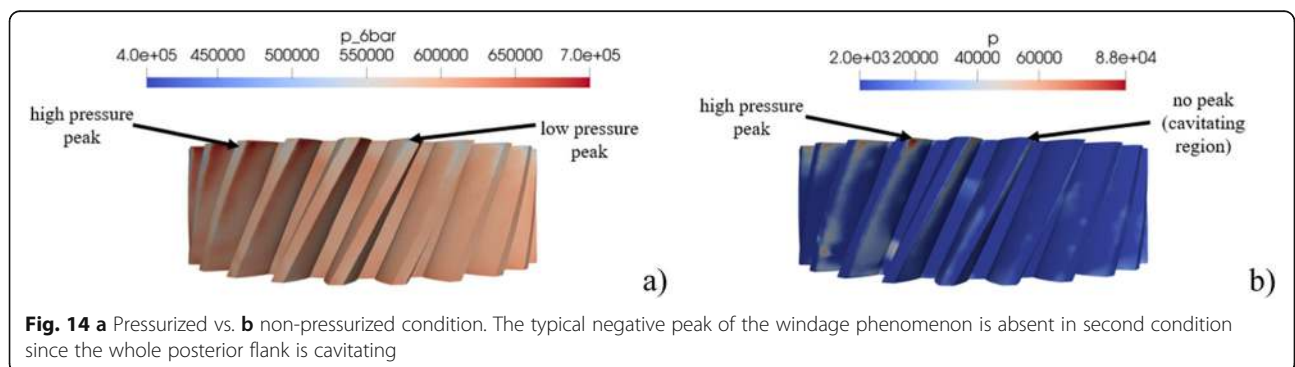 p_6bar
4.0e+05 450000 500000 550000 600000 650000 7.0e+05
high pressure
peak
low pressure
peak
a)
p
2.0e+03 20000 40000 60000 8.8e+04
high pressure
peak
no peak
(cavitating
region)
b)
Fig. 14 a Pressurized vs. b non-pressurized condition. The typical negative peak of the windage phenomenon is absent in second condition
since the whole posterior flank is cavitating